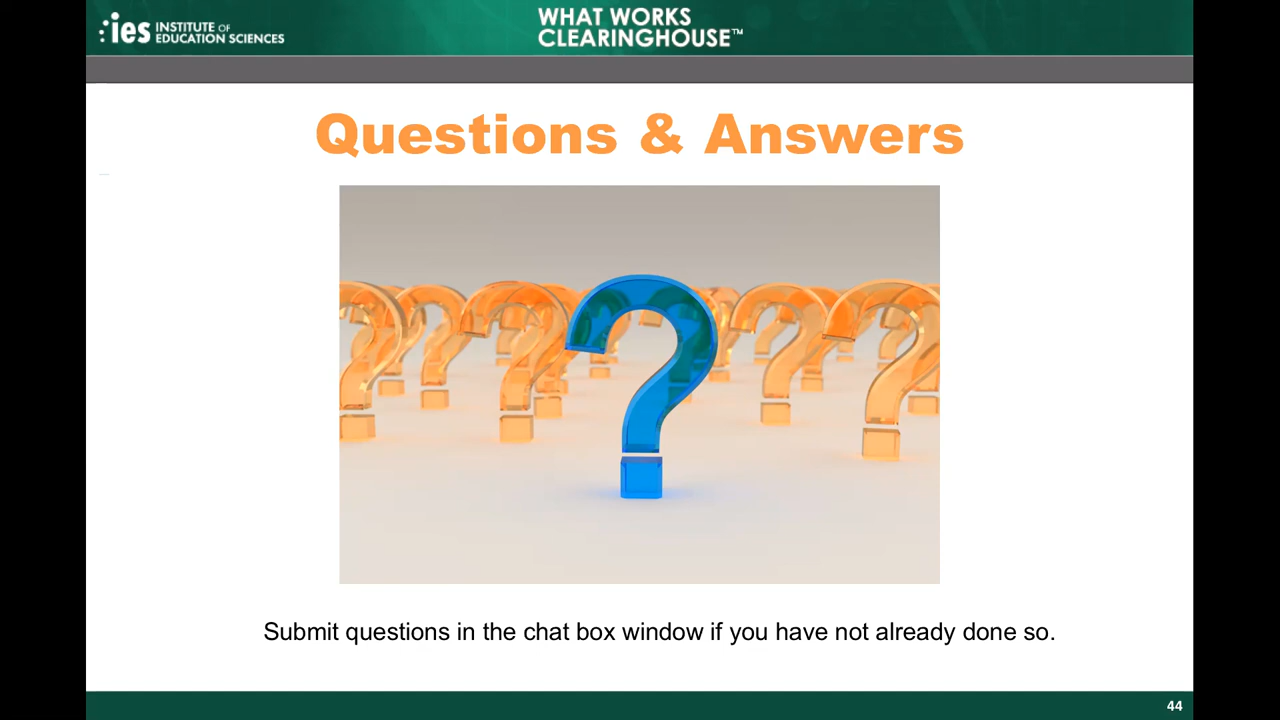 :ies INSTITUTE OF
EDUCATION SCIENCES
WHAT WORKS
CLEARINGHOUSE™
Questions & Answers
Submit questions in the chat box window if you have not already done so.
44